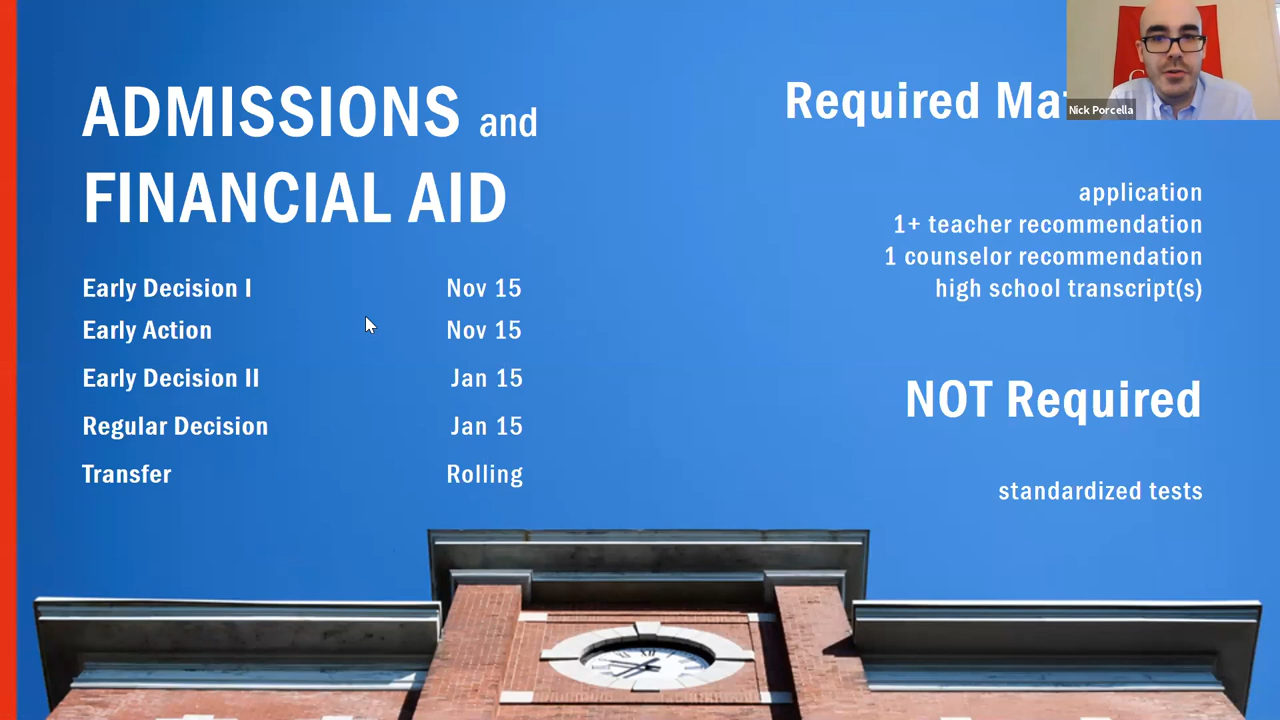 ADMISSIONS and
FINANCIAL AID
Early Decision I Nov 15
Early Action Nov 15
Early Decision II Jan 15
Regular Decision Jan 15
Transfer Rolling
Required
application
1+ teacher recommendation
1 counselor recommendation
high school transcript(s)
NOT Required
standardized tests
Nick Porcella